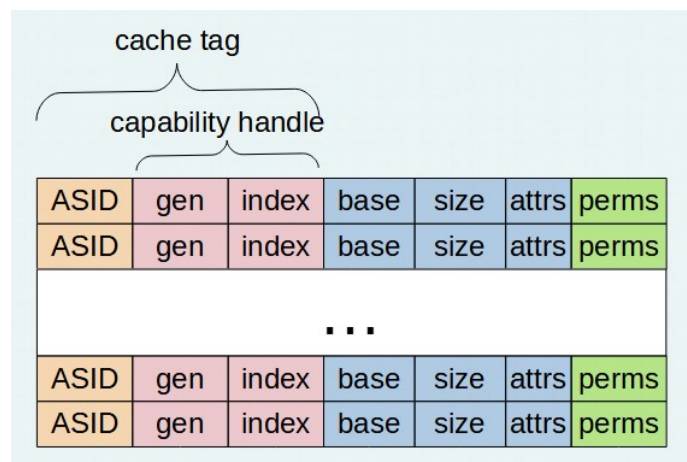 cache tag
capability handle
ASID gen index base size attrs perms
ASID gen index base size attrs perms
...
ASID gen index base size attrs perms
ASID gen index base size attrs perms